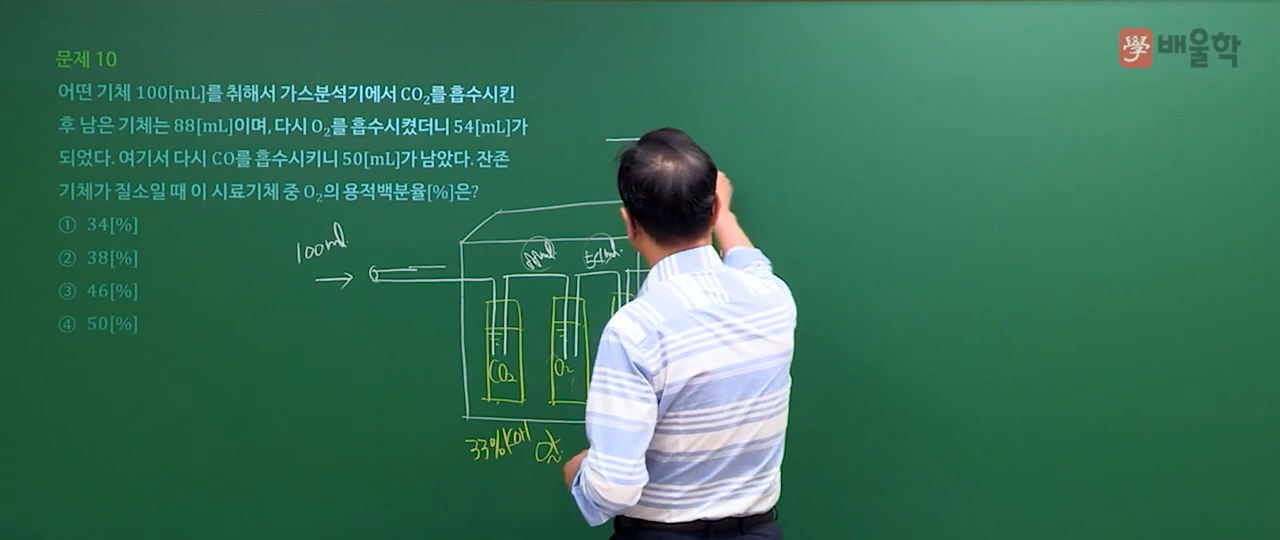 學 배울학
문제 10
어떤 기체 100[mL]를 취해서 가스분석기에서 CO₂를 흡수시킨
후 남은 기체는 88[mL]이며, 다시 O₂를 흡수시켰더니 54[mL]가
되었다. 여기서 다시 CO를 흡수시키니 50[mL]가 남았다. 잔존
기체가 질소일 때 이 시료기체 중 O₂의 용적백분율[%]은?
① 34[%]
② 38[%]
③ 46[%]
④ 50[%]
100ml
88ml
54ml
CO₂
O₂
33%KOH
알